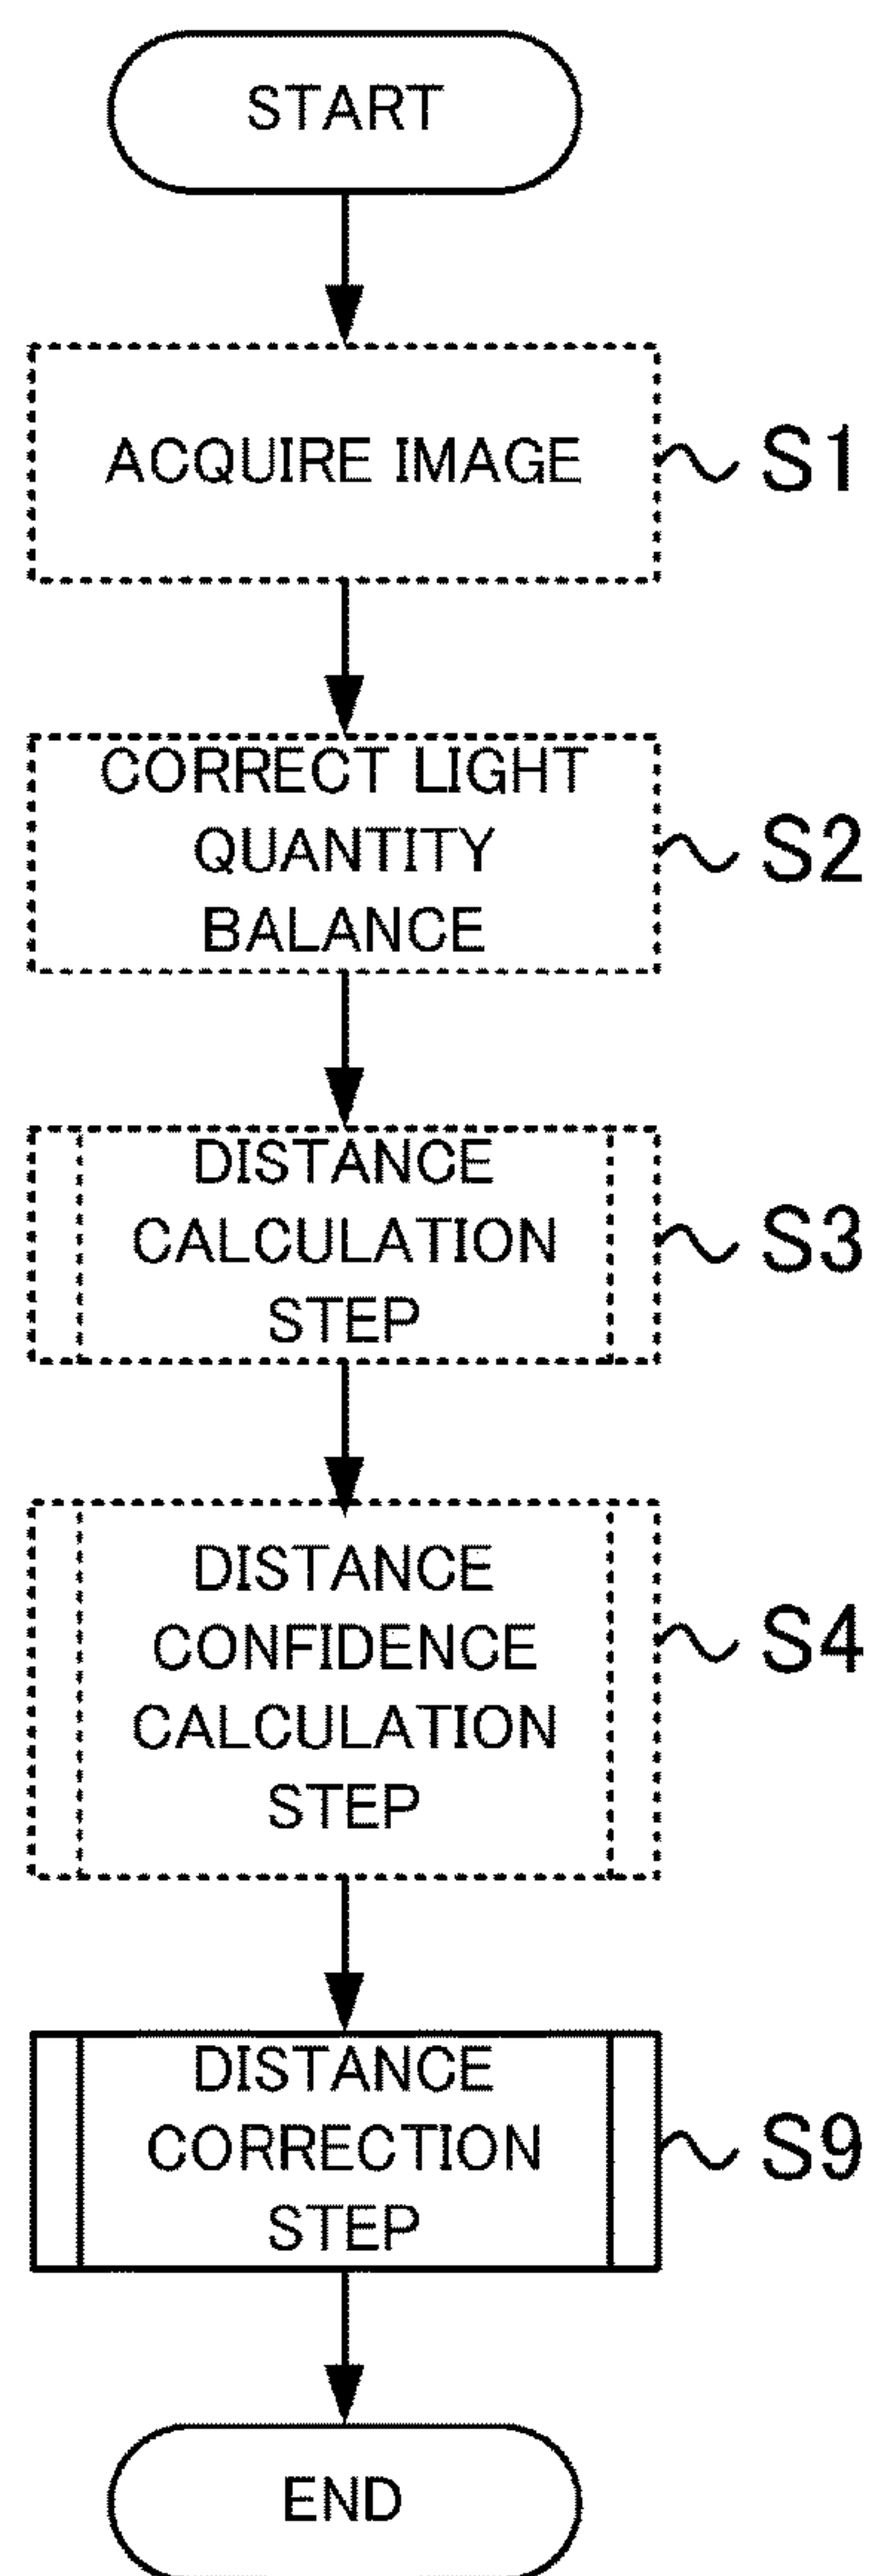 START
ACQUIRE IMAGE
S1
CORRECT LIGHT
QUANTITY
BALANCE
S2
DISTANCE
CALCULATION
STEP
S3
DISTANCE
CONFIDENCE
CALCULATION
STEP
S4
DISTANCE
CORRECTION
STEP
S9
END